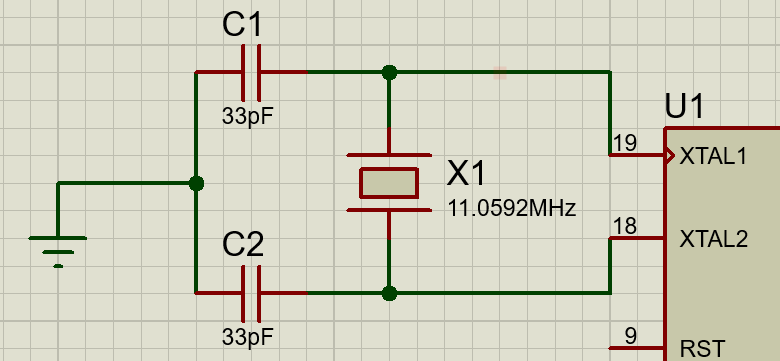 C1
33pF
U1
19
XTAL1
X1
11.0592MHz
18
XTAL2
C2
33pF
9
RST